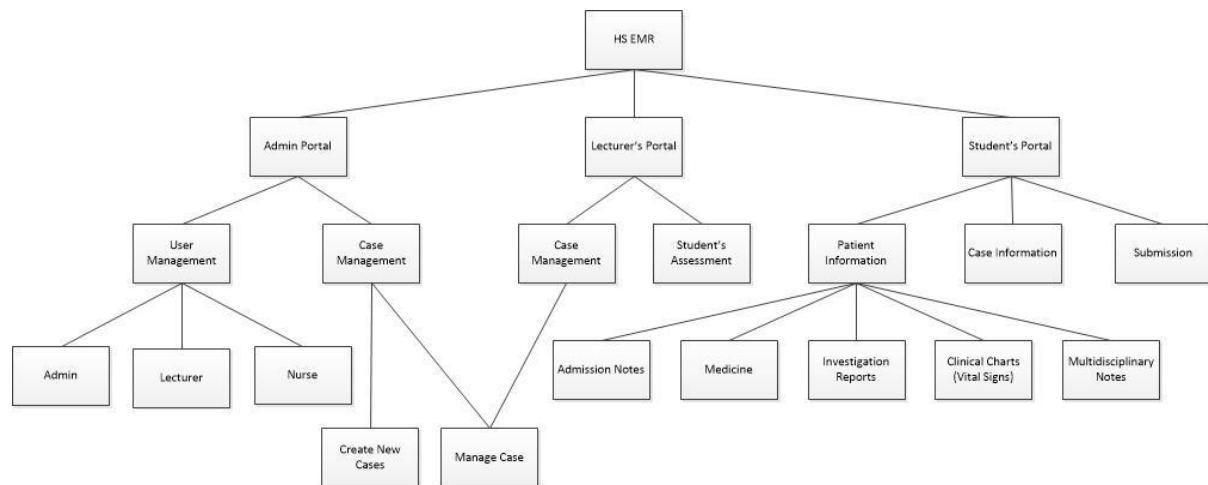 HS EMR
Admin Portal
Lecturer's Portal
Student's Portal
User
Management
Case
Management
Case
Management
Student's
Assessment
Patient
Information
Case Information
Submission
Admin
Lecturer
Nurse
Admission Notes
Medicine
Investigation
Reports
Clinical Charts
(Vital Signs)
Multidisciplinary
Notes
Create New
Cases
Manage Case